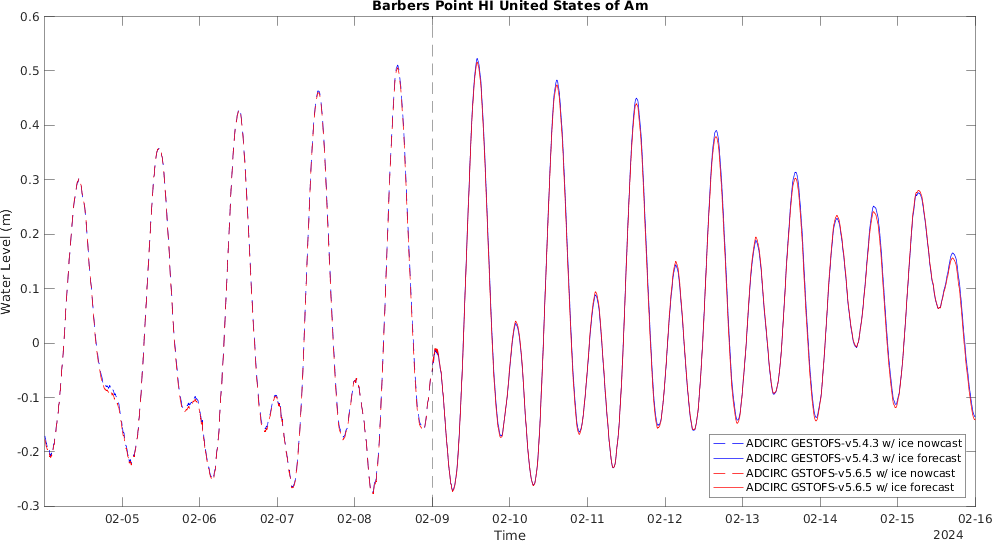 Barbers Point HI United States of Am
0.6
0.5
0.4
0.3
0.2
0.1
0
-0.1
-0.2
-0.3
Water Level (m)
02-05 02-06 02-07 02-08 02-09 02-10 02-11 02-12 02-13 02-14 02-15 02-16
Time
2024
ADCIRC GESTOFS-v5.4.3 w/ ice nowcast
ADCIRC GESTOFS-v5.4.3 w/ ice forecast
ADCIRC GSTOFS-v5.6.5 w/ ice nowcast
ADCIRC GSTOFS-v5.6.5 w/ ice forecast